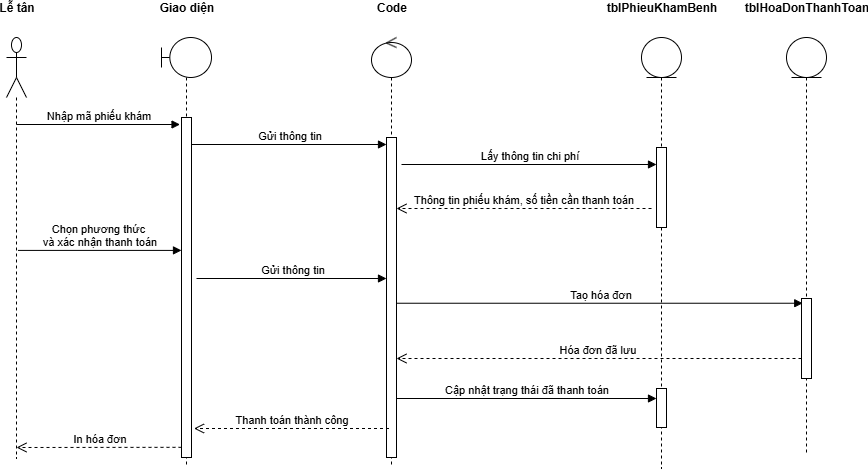 Lễ tân
Giao diện
Code
tblPhieuKhamBenh
tblHoaDonThanhToan
Nhập mã phiếu khám
Gửi thông tin
Lấy thông tin chi phí
Thông tin phiếu khám, số tiền cần thanh toán
Chọn phương thức
và xác nhận thanh toán
Gửi thông tin
Tạo hóa đơn
Hóa đơn đã lưu
Cập nhật trạng thái đã thanh toán
Thanh toán thành công
In hóa đơn